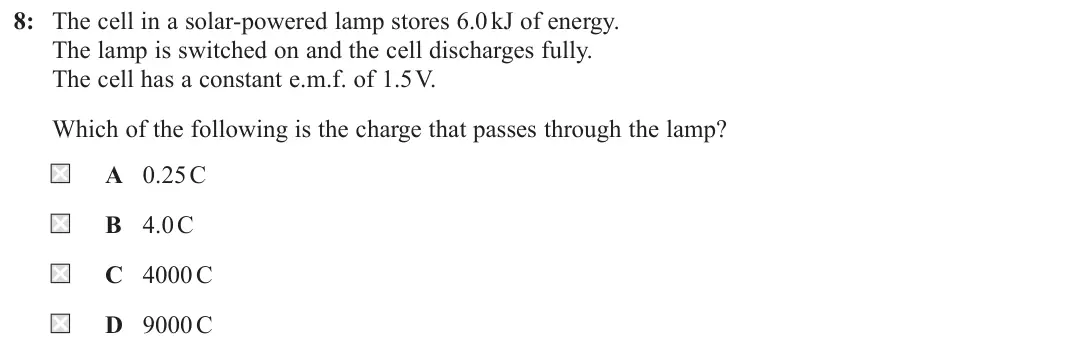 8: The cell in a solar-powered lamp stores 6.0 kJ of energy.
The lamp is switched on and the cell discharges fully.
The cell has a constant e.m.f. of 1.5 V.
Which of the following is the charge that passes through the lamp?
A 0.25 C
B 4.0 C
C 4000 C
D 9000 C